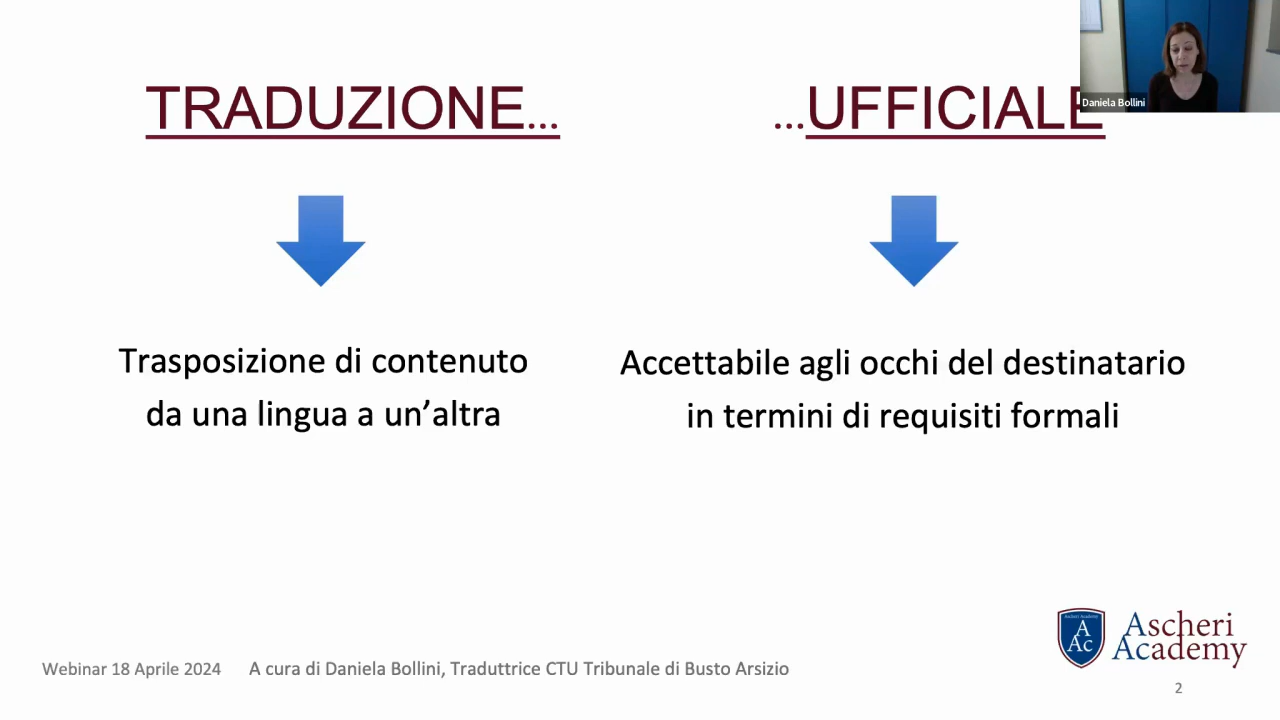 TRADUZIONE...
...UFFICIALE
Daniela Bollini
Trasposizione di contenuto
da una lingua a un’altra
Accettabile agli occhi del destinatario
in termini di requisiti formali
Ascheri Academy
A
Ac
Ascheri
Academy
Webinar 18 Aprile 2024 A cura di Daniela Bollini, Traduttrice CTU Tribunale di Busto Arsizio
2